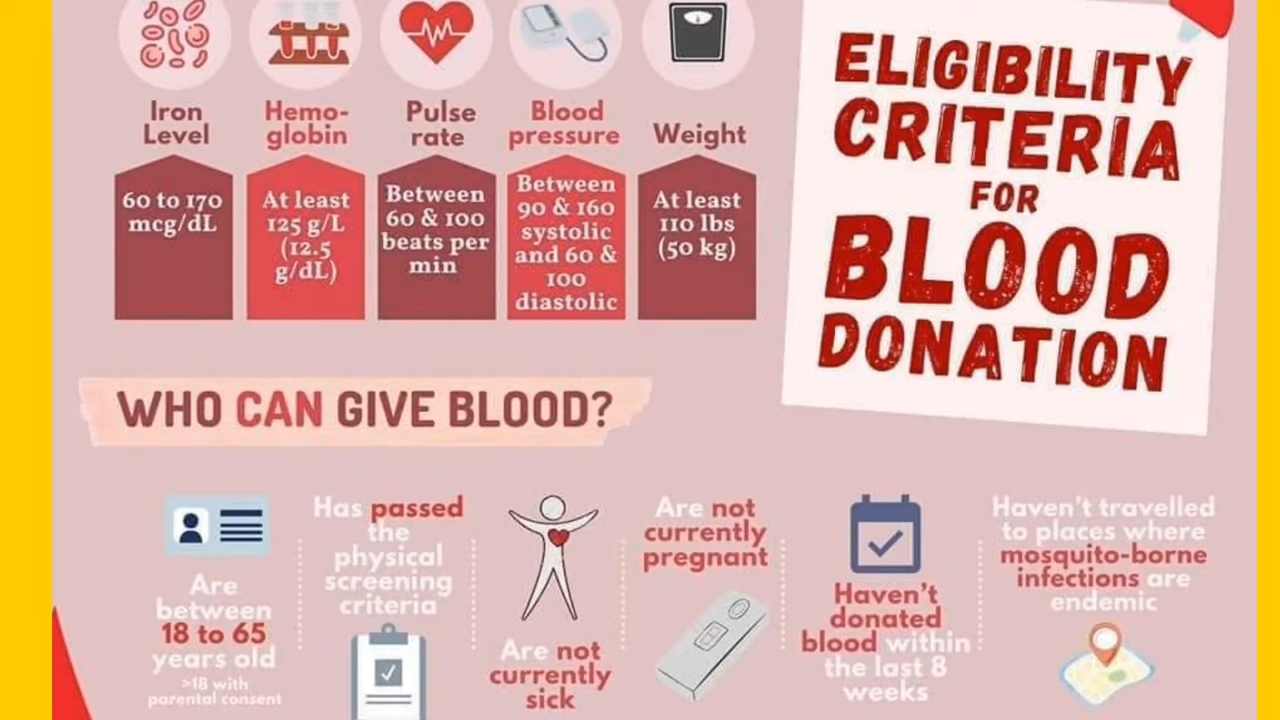 Iron
Level
Hemo-
globin
Pulse
rate
Blood
pressure
Weight
60 to 170
mcg/dL
At least
125 g/L
(12.5
g/dL)
Between
60 & 100
beats per
min
Between
90 & 160
systolic
and 60 &
100
diastolic
At least
110 lbs
(50 kg)
ELIGIBILITY
CRITERIA
FOR
BLOOD
DONATION
WHO CAN GIVE BLOOD?
Are
between
18 to 65
years old
>18 with
parental consent
Has passed
the
physical
screening
criteria
Are not
currently
sick
Are not
currently
pregnant
Haven't
donated
blood within
the last 8
weeks
Haven't travelled
to places where
mosquito-borne
infections are
endemic